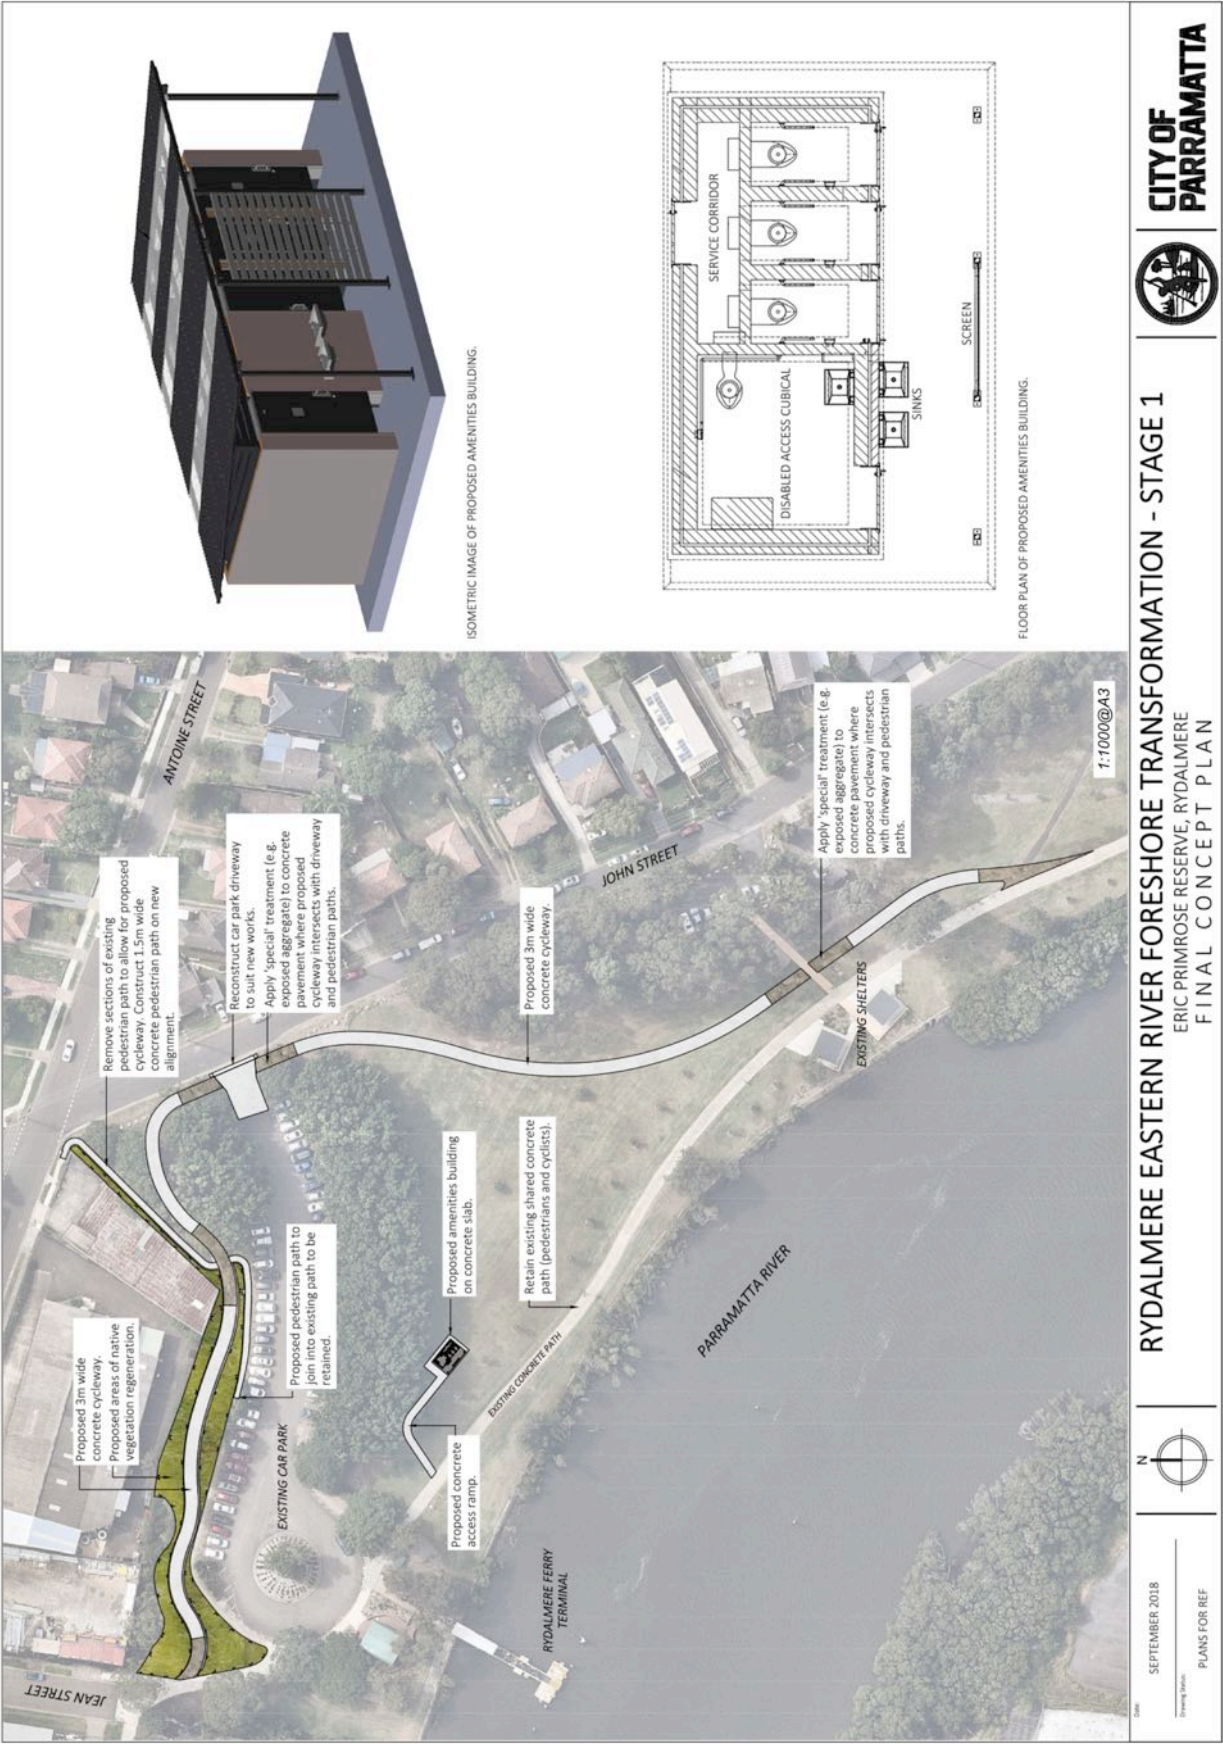 JEAN STREET
Proposed 3m wide
concrete cycleway.
Proposed areas of native
vegetation regeneration.
Remove sections of existing
pedestrian path to allow for proposed
cycleway. Construct 1.5m wide
concrete pedestrian path on new
alignment.
ANTOINE STREET
Reconstruct car park driveway
to suit new works.
Apply 'special' treatment (e.g.
exposed aggregate) to concrete
pavement where proposed
cycleway intersects with driveway
and pedestrian paths.
Proposed pedestrian path to
join into existing path to be
retained.
EXISTING CAR PARK
Proposed concrete
access ramp.
Proposed amenities building
on concrete slab.
EXISTING CONCRETE PATH
Retain existing shared concrete
path (pedestrians and cyclists).
Proposed 3m wide
concrete cycleway.
JOHN STREET
RYDALMERE FERRY
TERMINAL
PARRAMATTA RIVER
EXISTING SHELTERS
Apply 'special' treatment (e.g.
exposed aggregate) to
concrete pavement where
proposed cycleway intersects
with driveway and pedestrian
paths.
1:1000@A3
ISOMETRIC IMAGE OF PROPOSED AMENITIES BUILDING.
SERVICE CORRIDOR
DISABLED ACCESS CUBICAL
SINKS
SCREEN
FLOOR PLAN OF PROPOSED AMENITIES BUILDING.
Date:
SEPTEMBER 2018
Drawing Status:
PLANS FOR REF
N
RYDALMERE EASTERN RIVER FORESHORE TRANSFORMATION - STAGE 1
ERIC PRIMROSE RESERVE, RYDALMERE
FINAL CONCEPT PLAN
CITY OF
PARRAMATTA